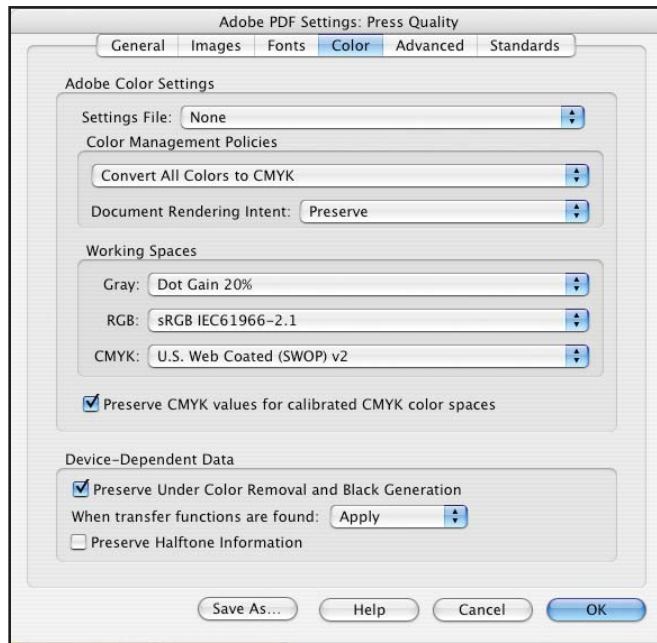 Adobe PDF Settings: Press Quality
General Images Fonts Color Advanced Standards
Adobe Color Settings
Settings File: None
Color Management Policies
Convert All Colors to CMYK
Document Rendering Intent: Preserve
Working Spaces
Gray: Dot Gain 20%
RGB: sRGB IEC61966-2.1
CMYK: U.S. Web Coated (SWOP) v2
Preserve CMYK values for calibrated CMYK color spaces
Device-Dependent Data
Preserve Under Color Removal and Black Generation
When transfer functions are found: Apply
Preserve Halftone Information
Save As... Help Cancel OK